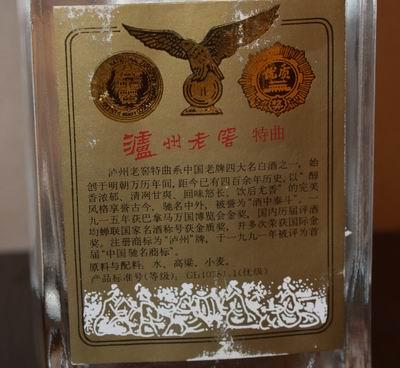 泸州老窖 特曲
泸州老窖特曲系中国老牌四大名白酒之一，始
创于明朝万历年间，距今已有四百余年历史，以“醇
香浓郁、清冽甘爽、回味悠长、饮后尤香”的完美
风格享誉古今，驰名中外，被誉为“酒中泰斗”。一
九一五年获巴拿马万国博览会金奖，国内历届评酒
均蝉联国家名酒称号获金质奖，并多次荣获国际金
奖，注册商标为“泸州”牌，于一九九一年被评为首
届“中国驰名商标”。
原料与配料：水、高粱、小麦。
产品标准号(等级)：GB10781.1(优级)